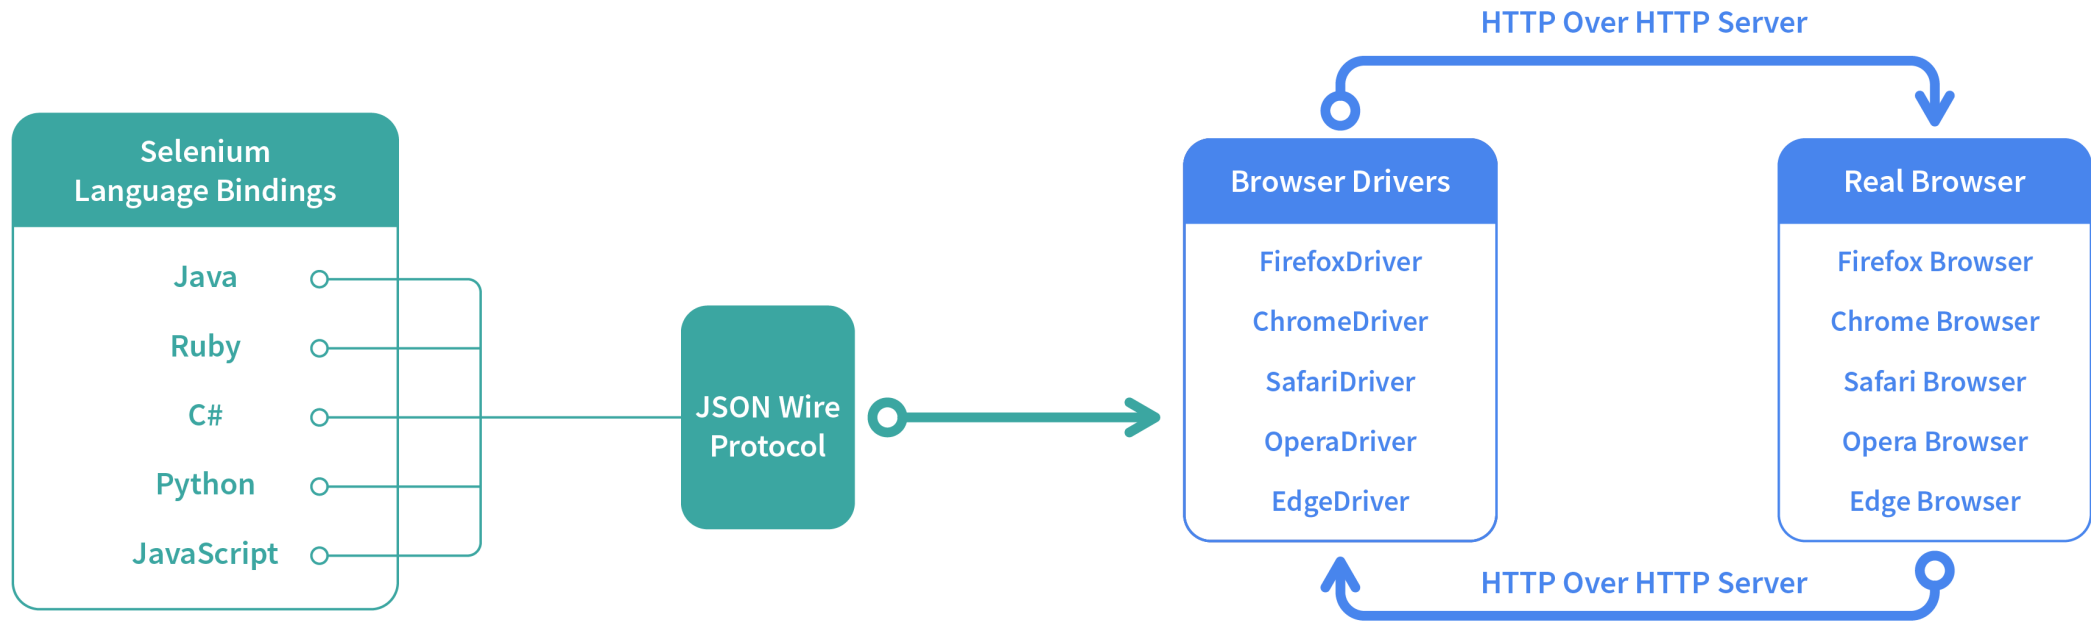 HTTP Over HTTP Server
Selenium
Language Bindings
Java
Ruby
C#
Python
JavaScript
JSON Wire
Protocol
Browser Drivers
FirefoxDriver
ChromeDriver
SafariDriver
OperaDriver
EdgeDriver
Real Browser
Firefox Browser
Chrome Browser
Safari Browser
Opera Browser
Edge Browser
HTTP Over HTTP Server